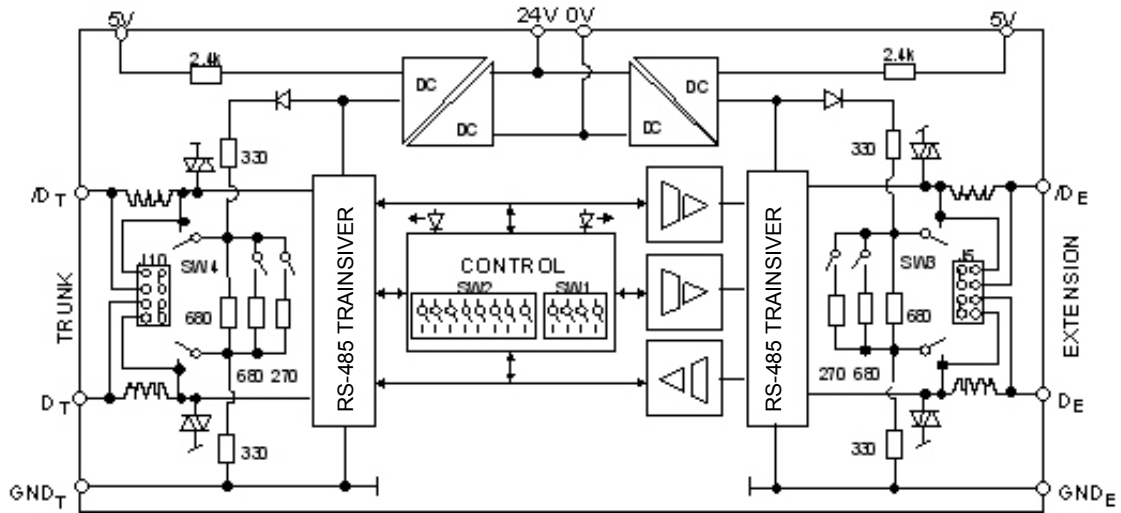 5V
24V 0V
5V
2.4k
2.4k
DC
DC
DC
DC
330
330
/D T
/D E
TRUNK
J10
SW4
680
680 270
RS-485 TRAINSIVER
CONTROL
SW2
SW1
RS-485 TRAINSIVER
SW3
J5
680
270 680
EXTENSION
D T
D E
330
330
GND T
GND E